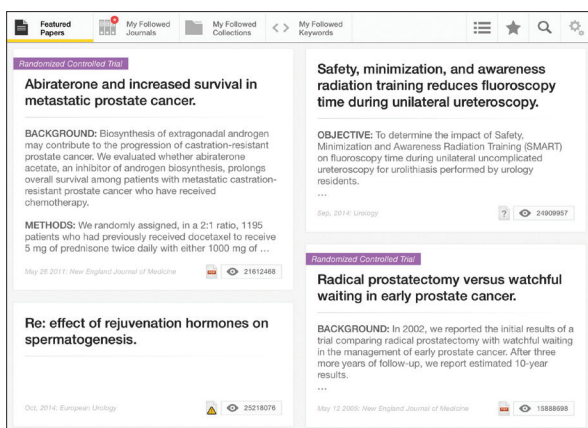 Featured
Papers
My Followed
Journals
My Followed
Collections
My Followed
Keywords
Randomized Controlled Trial
Abiraterone and increased survival in
metastatic prostate cancer.
BACKGROUND: Biosynthesis of extragonadal androgen
may contribute to the progression of castration-resistant
prostate cancer. We evaluated whether abiraterone
acetate, an inhibitor of androgen biosynthesis, prolongs
overall survival among patients with metastatic castration-
resistant prostate cancer who have received
chemotherapy.
METHODS: We randomly assigned, in a 2:1 ratio, 1195
patients who had previously received docetaxel to receive
5 mg of prednisone twice daily with either 1000 mg of ...
May 26 2011: New England Journal of Medicine
21612468
Re: effect of rejuvenation hormones on
spermatogenesis.
Oct, 2014: European Urology
25218076
Safety, minimization, and awareness
radiation training reduces fluoroscopy
time during unilateral ureteroscopy.
OBJECTIVE: To determine the impact of Safety,
Minimization and Awareness Radiation Training (SMART)
on fluoroscopy time during unilateral uncomplicated
ureteroscopy for urolithiasis performed by urology
residents.
...
Sep, 2014: Urology
?
24909957
Randomized Controlled Trial
Radical prostatectomy versus watchful
waiting in early prostate cancer.
BACKGROUND: In 2002, we reported the initial results of a
trial comparing radical prostatectomy with watchful waiting
in the management of early prostate cancer. After three
more years of follow-up, we report estimated 10-year
results.
...
May 12 2005: New England Journal of Medicine
15888698